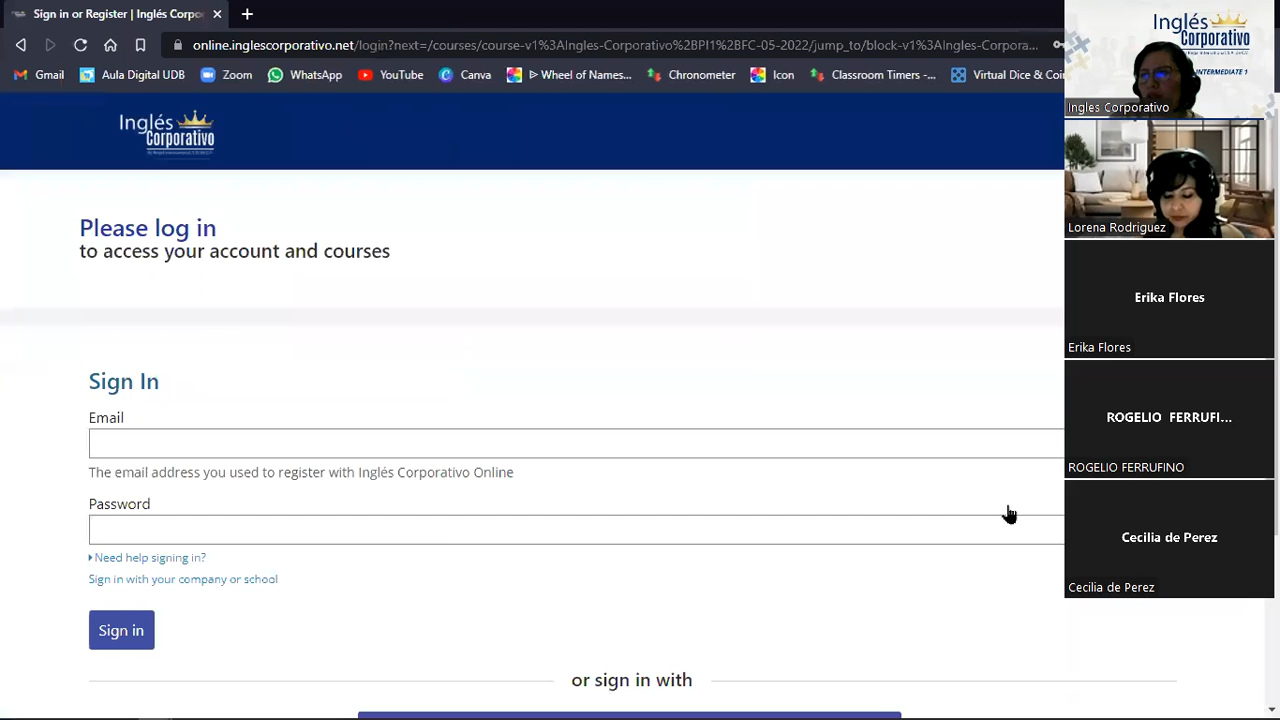 Sign in or Register | Inglés Corpor
online.inglescorporativo.net/login?next=/courses/course-v1%3AIngles-Corporativo%2BPI1%2BFC-05-2022/jump_to/block-v1%3AIngles-Corpora...
Gmail
Aula Digital UDB
Zoom
WhatsApp
YouTube
Canva
ᐅ Wheel of Names...
Chronometer
Icon
Classroom Timers -...
Virtual Dice & Coi
Inglés
Corporativo
Please log in
to access your account and courses
Sign In
Email
The email address you used to register with Inglés Corporativo Online
Password
Need help signing in?
Sign in with your company or school
Sign in
or sign in with
Inglés
Corporativo
INTERMEDIATE 1
Ingles Corporativo
Lorena Rodriguez
Erika Flores
Erika Flores
ROGELIO FERRUFI...
ROGELIO FERRUFINO
Cecilia de Perez
Cecilia de Perez